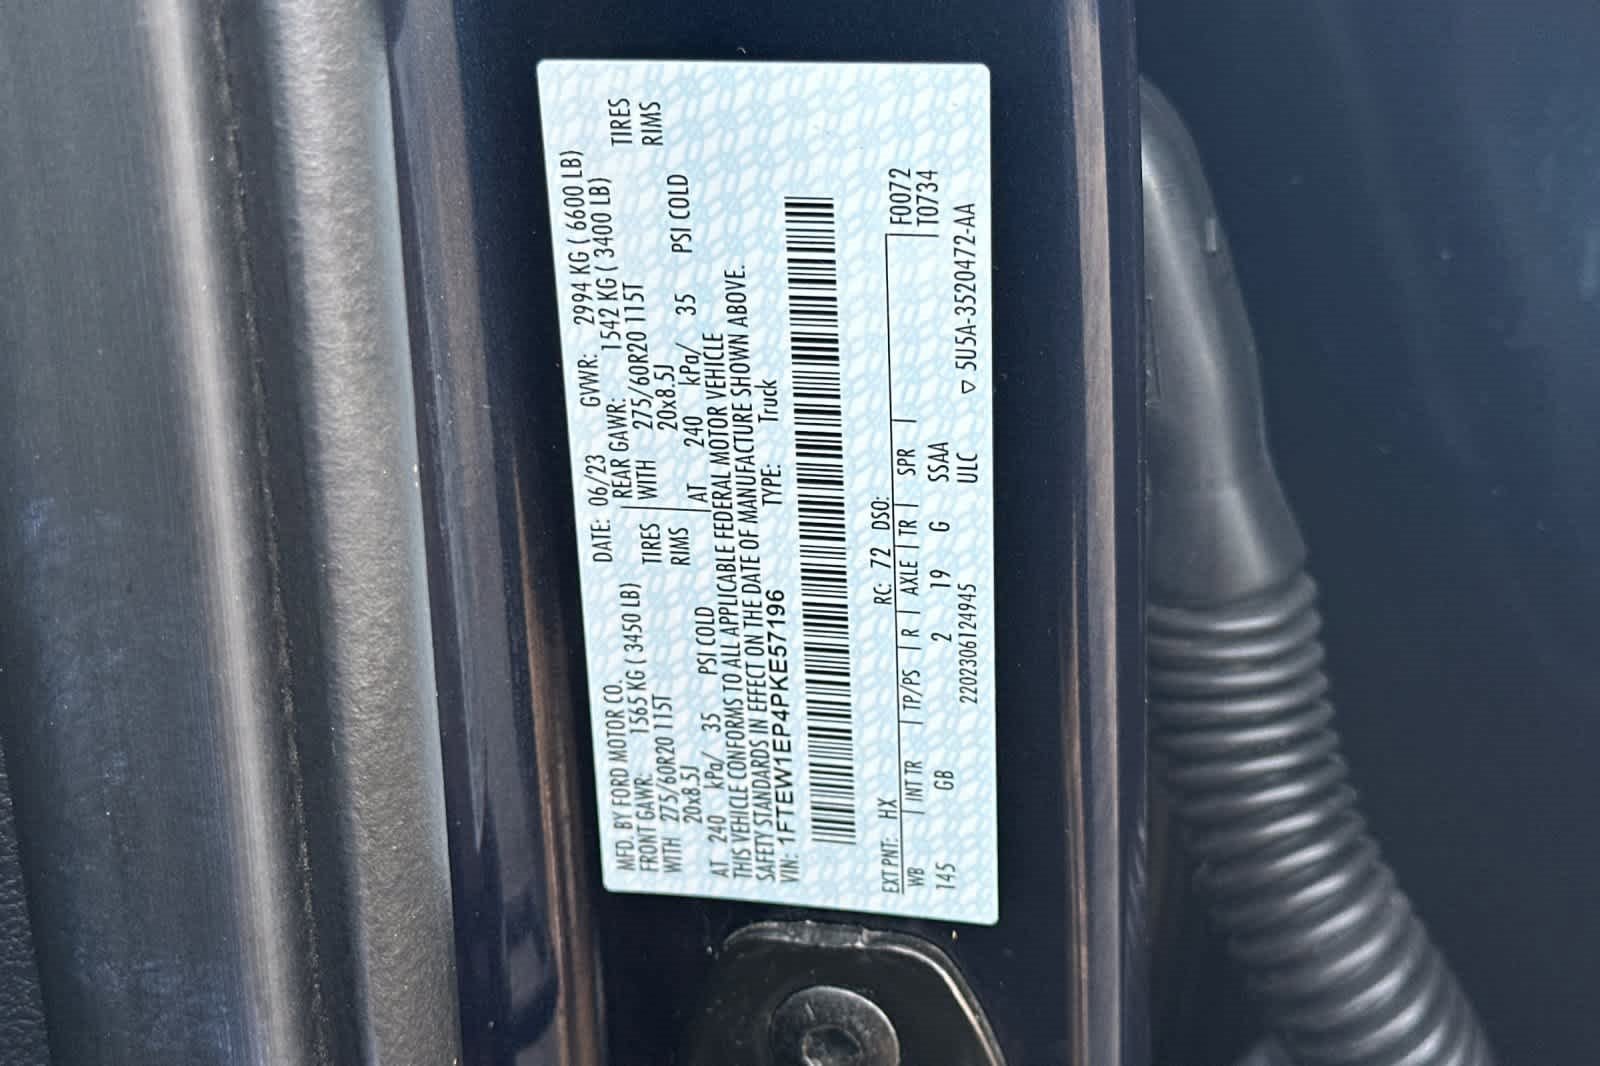 MFD. BY FORD MOTOR CO. DATE: 06/23 GVWR: 2994 KG ( 6600 LB)
FRONT GAWR: 1565 KG ( 3450 LB) REAR GAWR: 1542 KG ( 3400 LB)
WITH 275/60R20 115T TIRES WITH 275/60R20 115T TIRES
20x8.5J RIMS 20x8.5J RIMS
AT 240 kPa/ 35 PSI COLD AT 240 kPa/ 35 PSI COLD
THIS VEHICLE CONFORMS TO ALL APPLICABLE FEDERAL MOTOR VEHICLE
SAFETY STANDARDS IN EFFECT ON THE DATE OF MANUFACTURE SHOWN ABOVE.
VIN: 1FTEW1EP4PKE57196 TYPE: Truck
EXT PNT: HX RC: 72 DSO: F0072
WB INT TR TP/PS R AXLE TR SPR T0734
145 GB 2 19 G SSAA
2202306124945 ULC ▽ 5U5A-3520472-AA